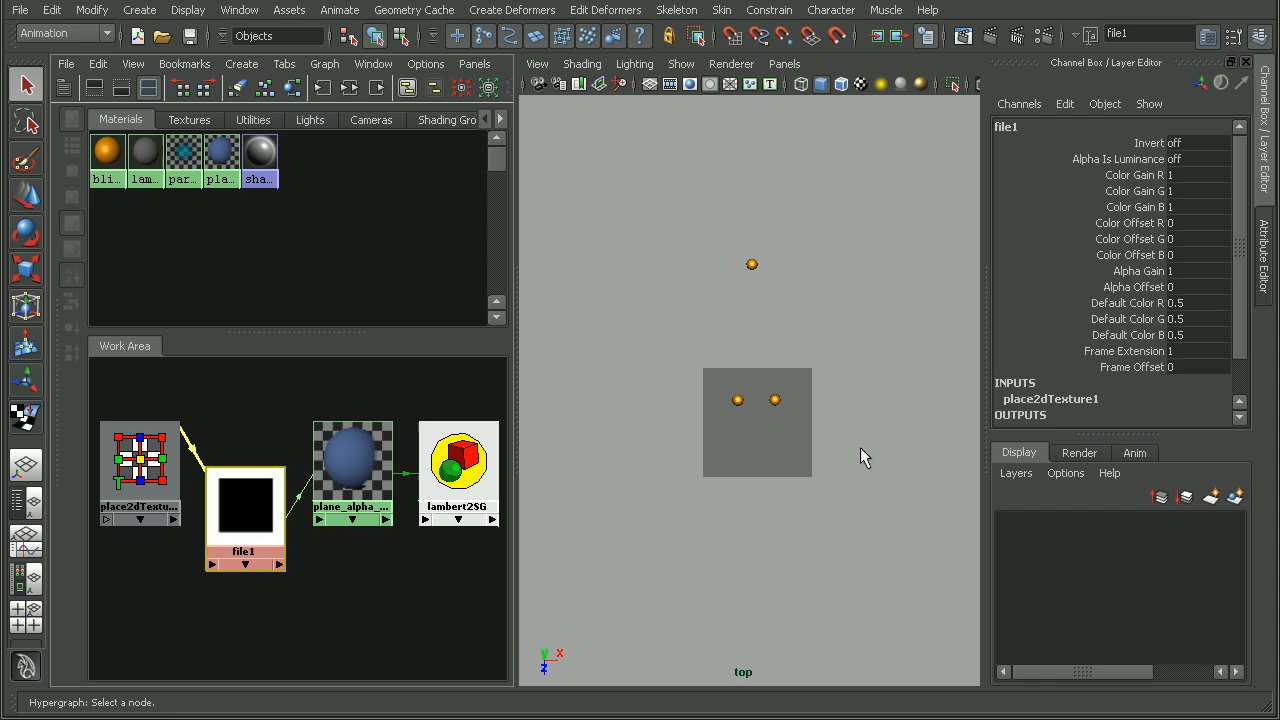 File Edit Modify Create Display Window Assets Animate Geometry Cache Create Deformers Edit Deformers Skeleton Skin Constrain Character Muscle Help
Animation
Objects
file1
File Edit View Bookmarks Create Tabs Graph Window Options Panels
View Shading Lighting Show Renderer Panels
Channel Box / Layer Editor
Materials Textures Utilities Lights Cameras Shading Gro
bli... lam... par... pla... sha...
Channels Edit Object Show
file1
Invert off
Alpha Is Luminance off
Color Gain R 1
Color Gain G 1
Color Gain B 1
Color Offset R 0
Color Offset G 0
Color Offset B 0
Alpha Gain 1
Alpha Offset 0
Default Color R 0.5
Default Color G 0.5
Default Color B 0.5
Frame Extension 1
Frame Offset 0
INPUTS
place2dTexture1
OUTPUTS
Channel Box / Layer Editor
Attribute Editor
Work Area
place2dTextu...
file1
plane_alpha_...
lambert2SG
y x
z
top
Display Render Anim
Layers Options Help
Hypergraph: Select a node.